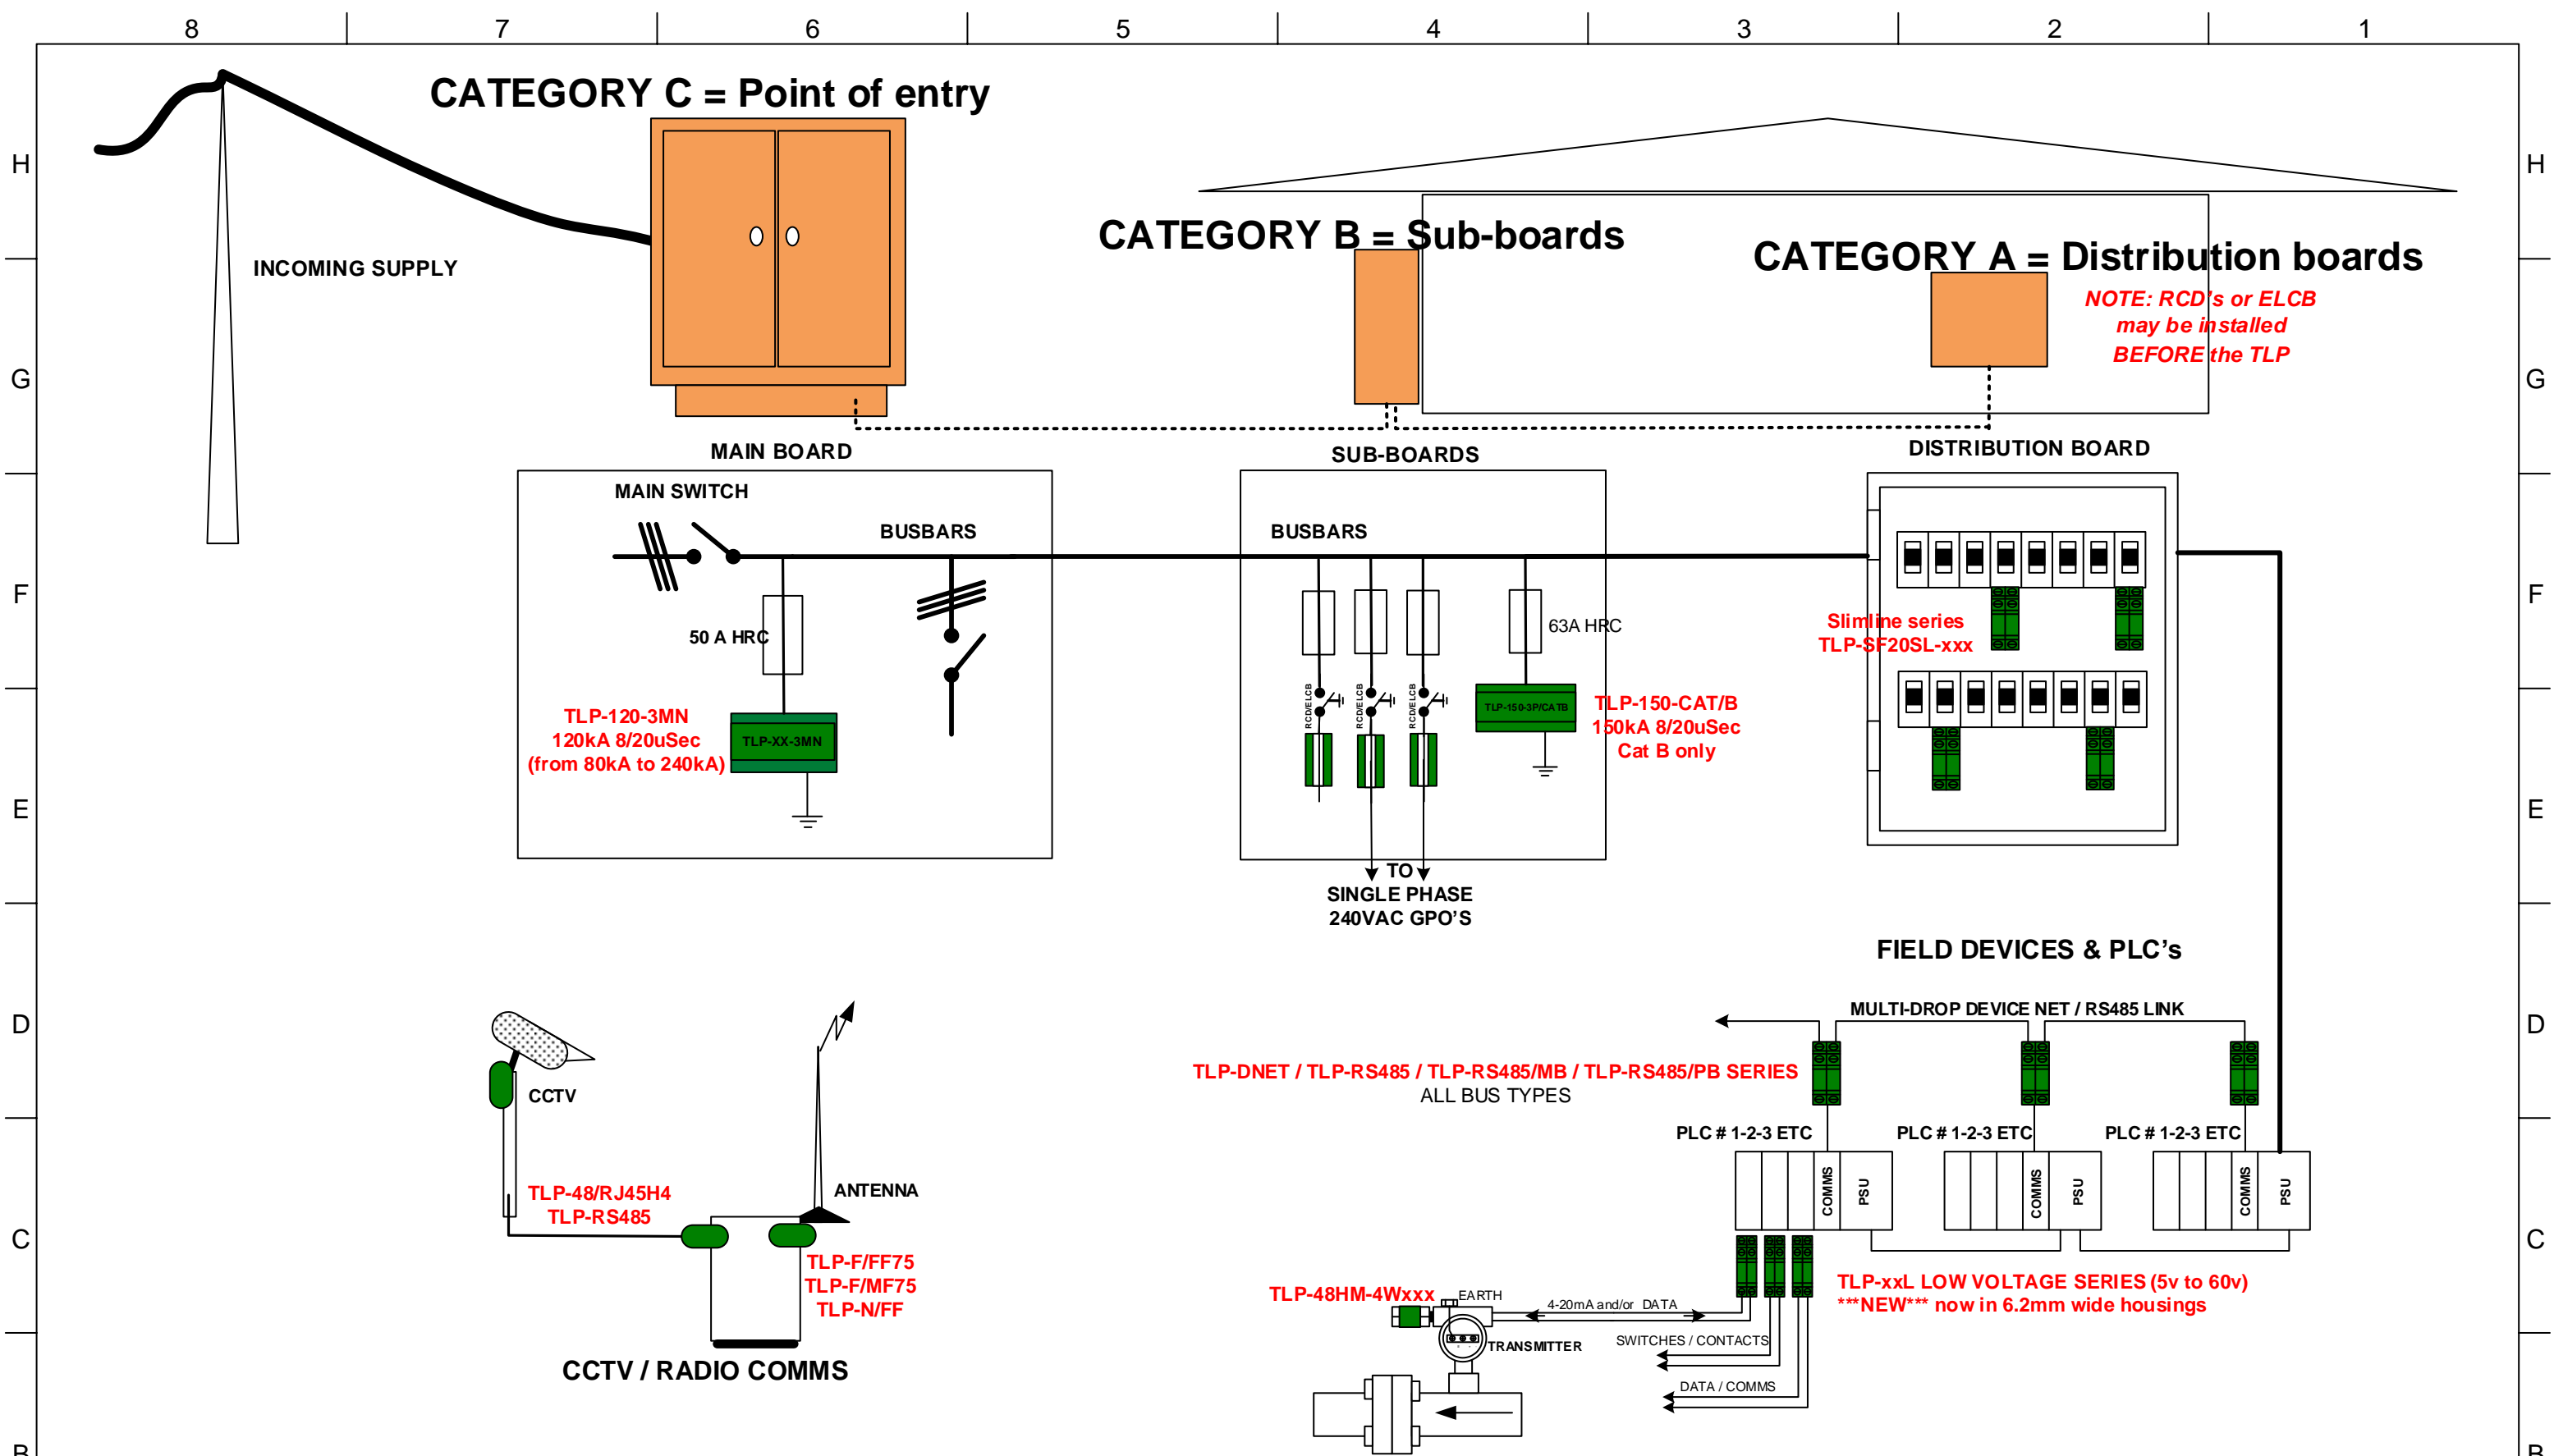 8 7 6 5 4 3 2 1
CATEGORY C = Point of entry
H H
CATEGORY B = Sub-boards
CATEGORY A = Distribution boards
INCOMING SUPPLY
NOTE: RCD's or ELCB
may be installed
BEFORE the TLP
G G
MAIN BOARD
SUB-BOARDS
DISTRIBUTION BOARD
MAIN SWITCH
BUSBARS
BUSBARS
F F
50 A HRC
63A HRC
Slimline series
TLP-SF20SL-xxx
RCD/ELCB
RCD/ELCB
RCD/ELCB
TLP-120-3MN
120kA 8/20uSec
(from 80kA to 240kA)
TLP-XX-3MN
TLP-150-3P/CATB
TLP-150-CAT/B
150kA 8/20uSec
Cat B only
E E
TO
SINGLE PHASE
240VAC GPO'S
FIELD DEVICES & PLC's
MULTI-DROP DEVICE NET / RS485 LINK
D D
TLP-DNET / TLP-RS485 / TLP-RS485/MB / TLP-RS485/PB SERIES
ALL BUS TYPES
CCTV
PLC # 1-2-3 ETC
PLC # 1-2-3 ETC
PLC # 1-2-3 ETC
COMMS
PSU
COMMS
PSU
COMMS
PSU
TLP-48/RJ45H4
TLP-RS485
ANTENNA
C C
TLP-F/FF75
TLP-F/MF75
TLP-N/FF
TLP-48HM-4Wxxx
EARTH
4-20mA and/or DATA
TLP-xxL LOW VOLTAGE SERIES (5v to 60v)
***NEW*** now in 6.2mm wide housings
TRANSMITTER
SWITCHES / CONTACTS
CCTV / RADIO COMMS
DATA / COMMS
B B